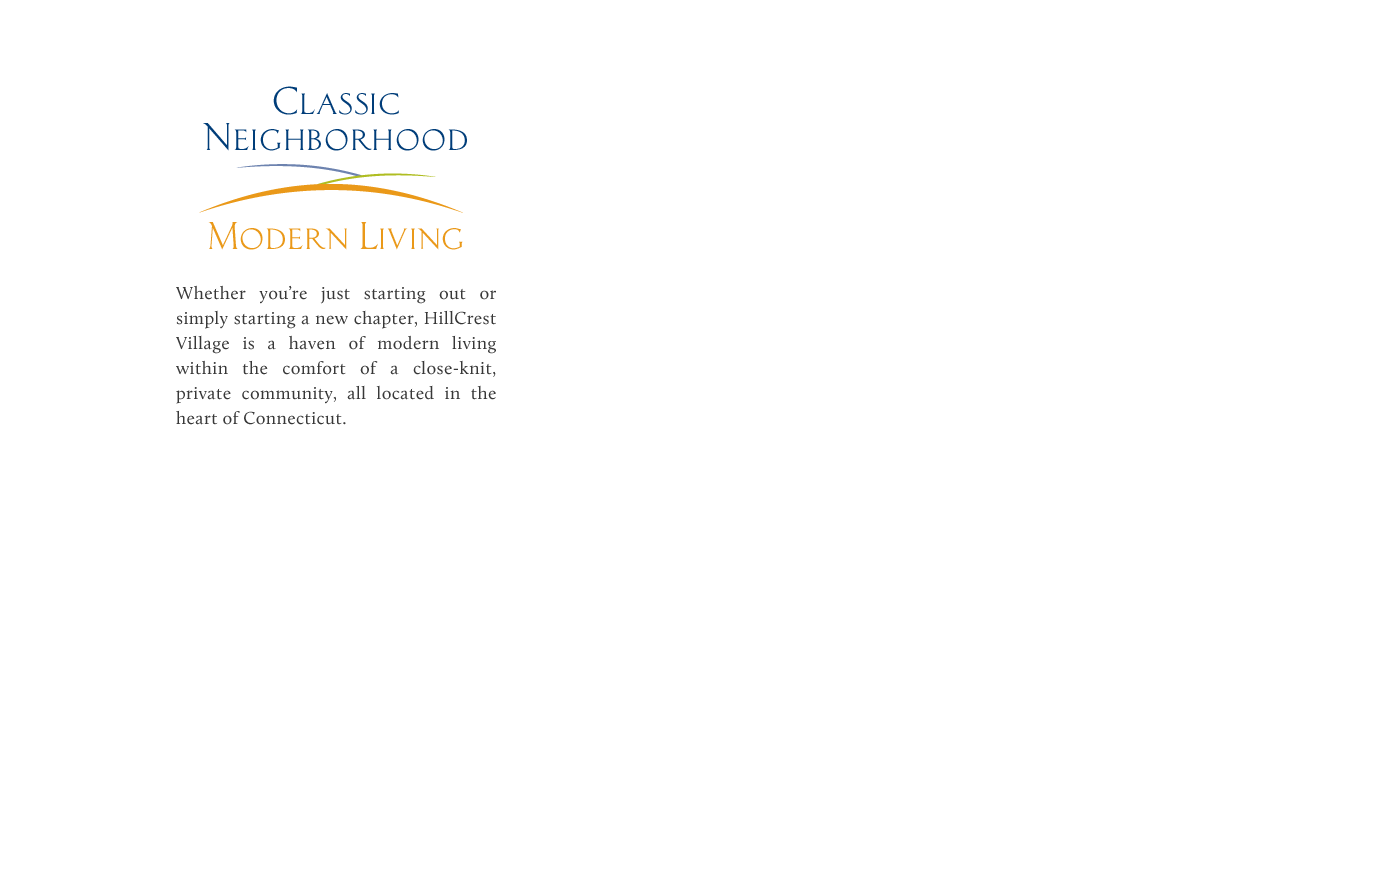 Classic
Neighborhood
Modern Living
Whether you’re just starting out or
simply starting a new chapter, HillCrest
Village is a haven of modern living
within the comfort of a close-knit,
private community, all located in the
heart of Connecticut.